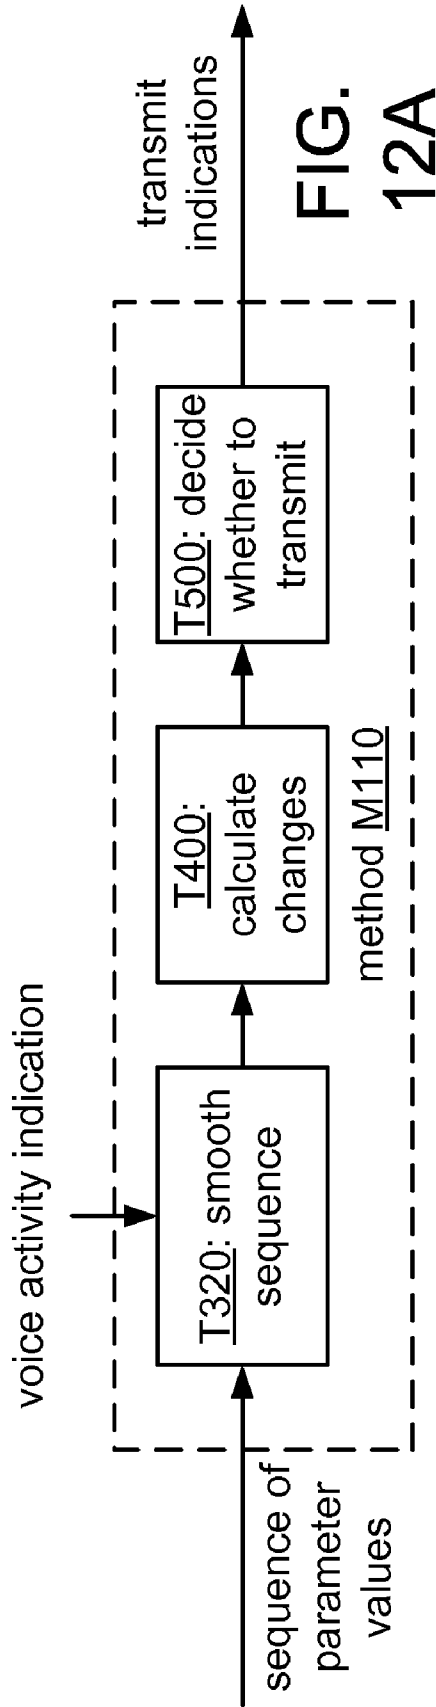 voice activity indication
sequence of
parameter
values
T320: smooth
sequence
T400:
calculate
changes
T500: decide
whether to
transmit
method M110
transmit
indications
FIG.
12A